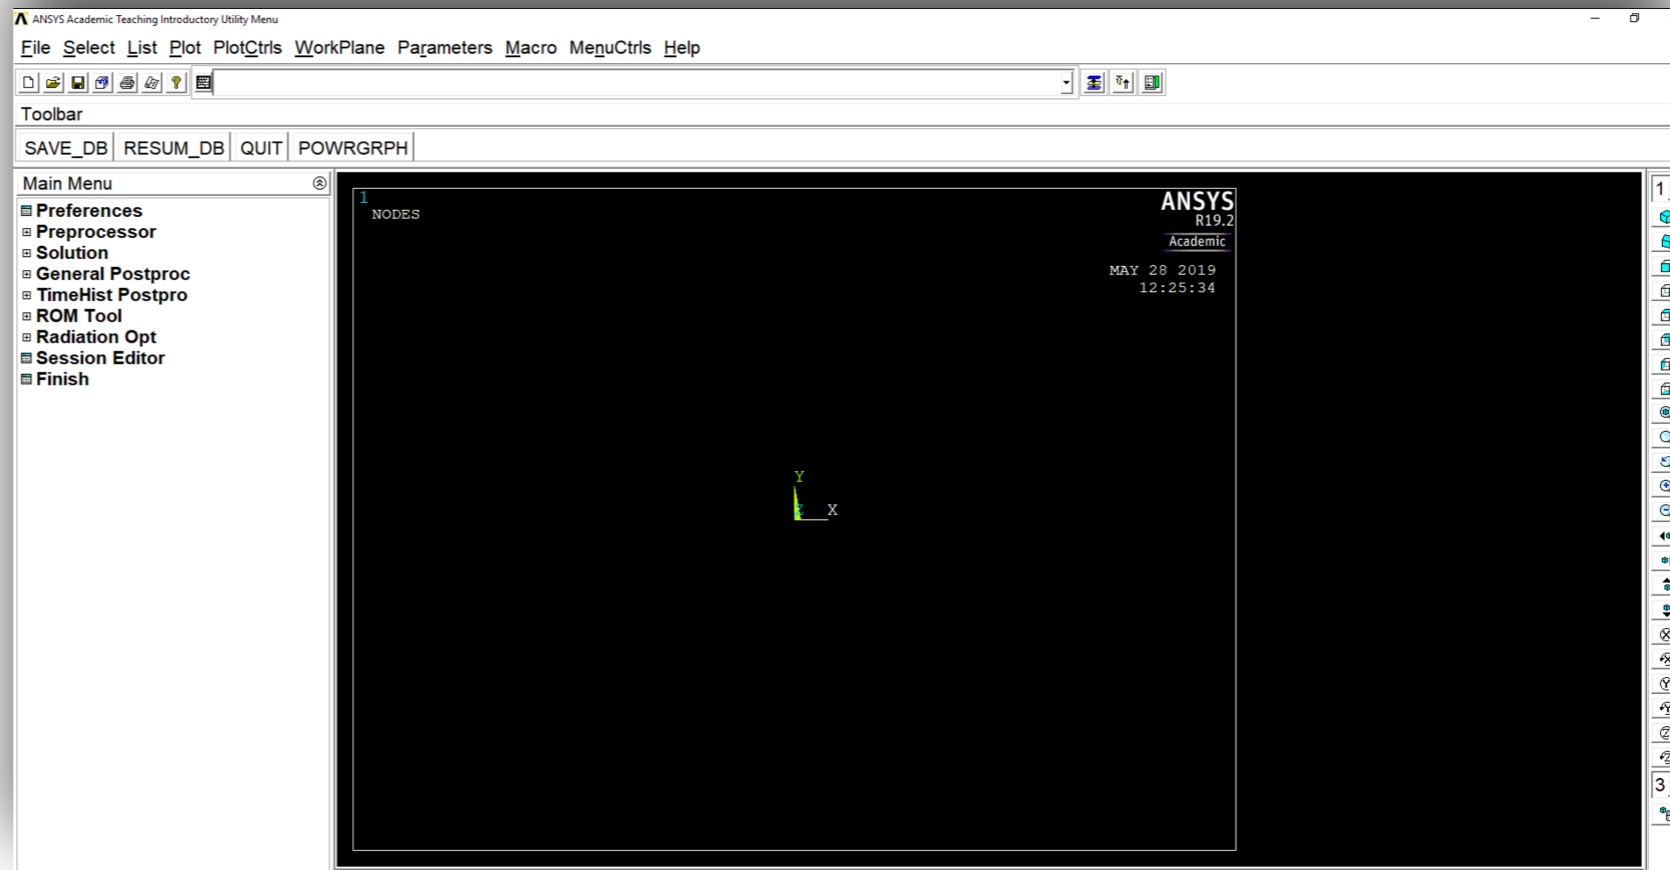 ANSYS Academic Teaching Introductory Utility Menu
File Select List Plot PlotCtrls WorkPlane Parameters Macro MenuCtrls Help
Toolbar
SAVE_DB RESUM_DB QUIT POWRGRPH
Main Menu
Preferences
Preprocessor
Solution
General Postproc
TimeHist Postpro
ROM Tool
Radiation Opt
Session Editor
Finish
1
NODES
ANSYS
R19.2
Academic
MAY 28 2019
12:25:34
Y
Z X
1
3